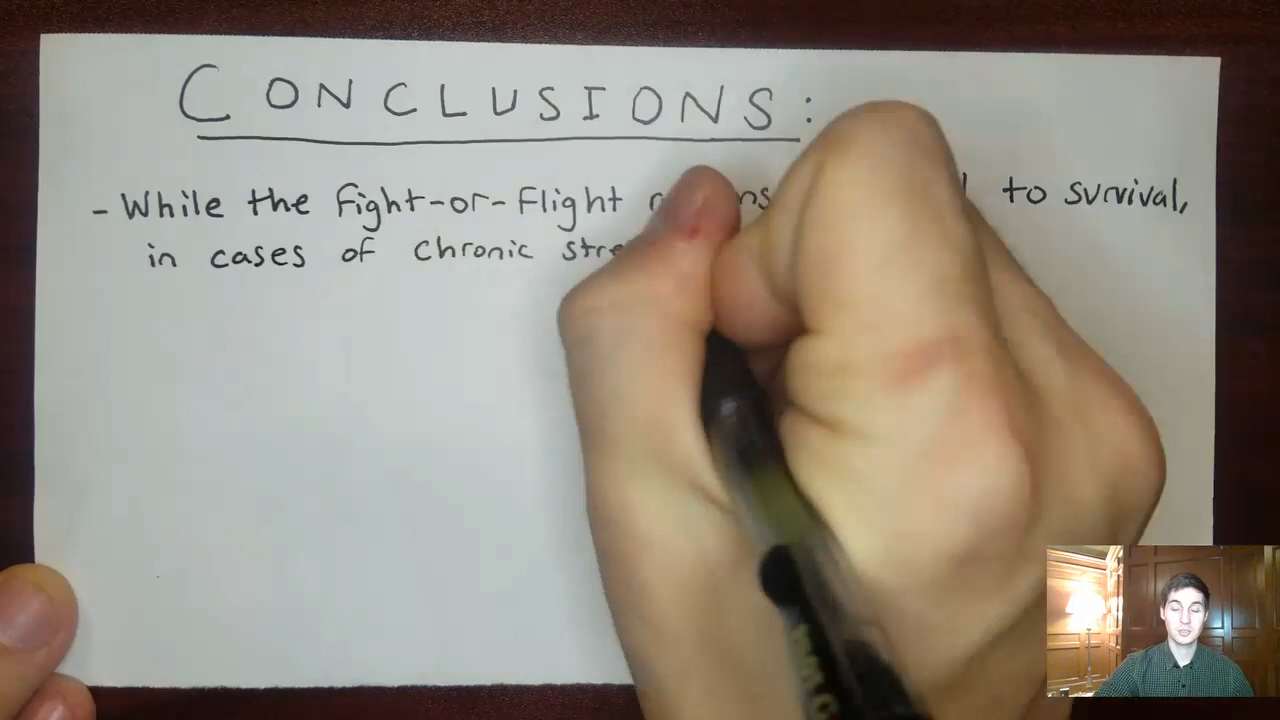 CONCLUSIONS:
- While the fight-or-flight to survival,
in cases of chronic